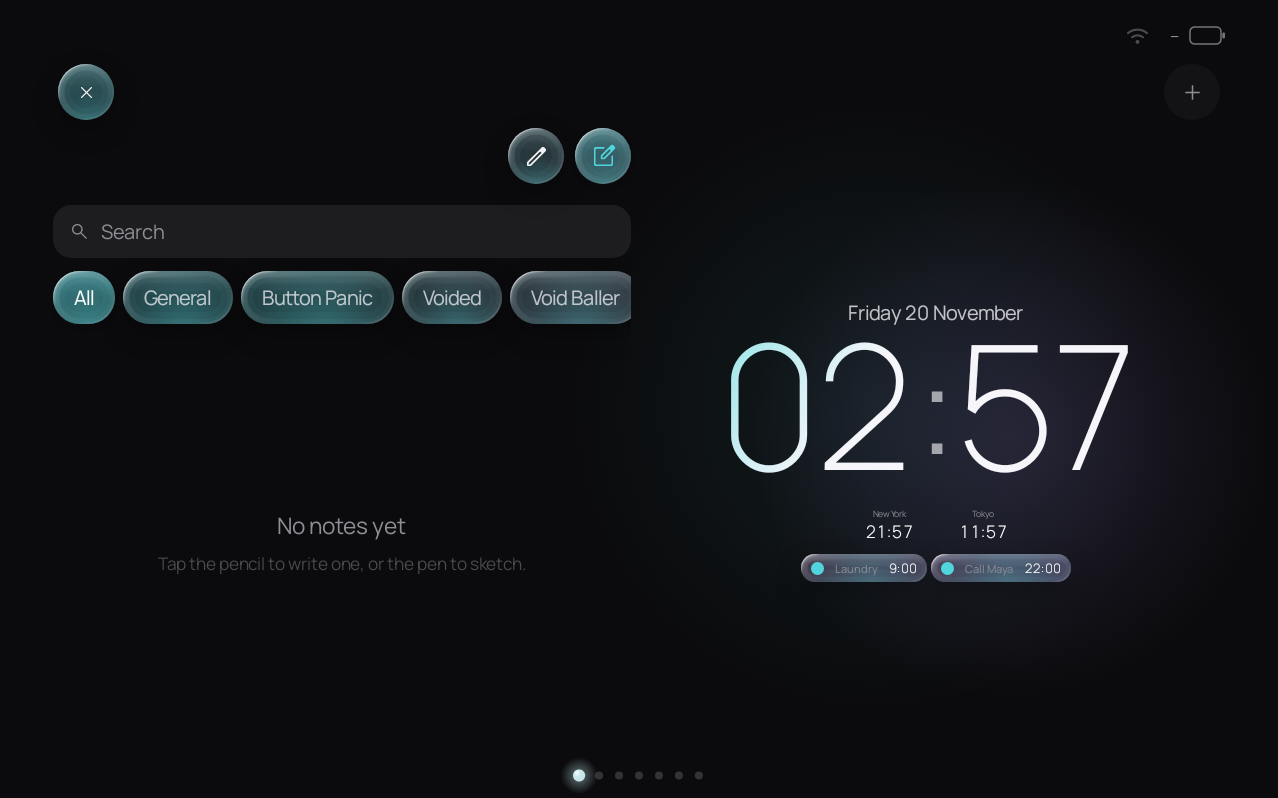 Search
All General Button Panic Voided Void Baller
No notes yet
Tap the pencil to write one, or the pen to sketch.
Friday 20 November
02:57
New York Tokyo
21:57 11:57
Laundry 9:00 Call Maya 22:00